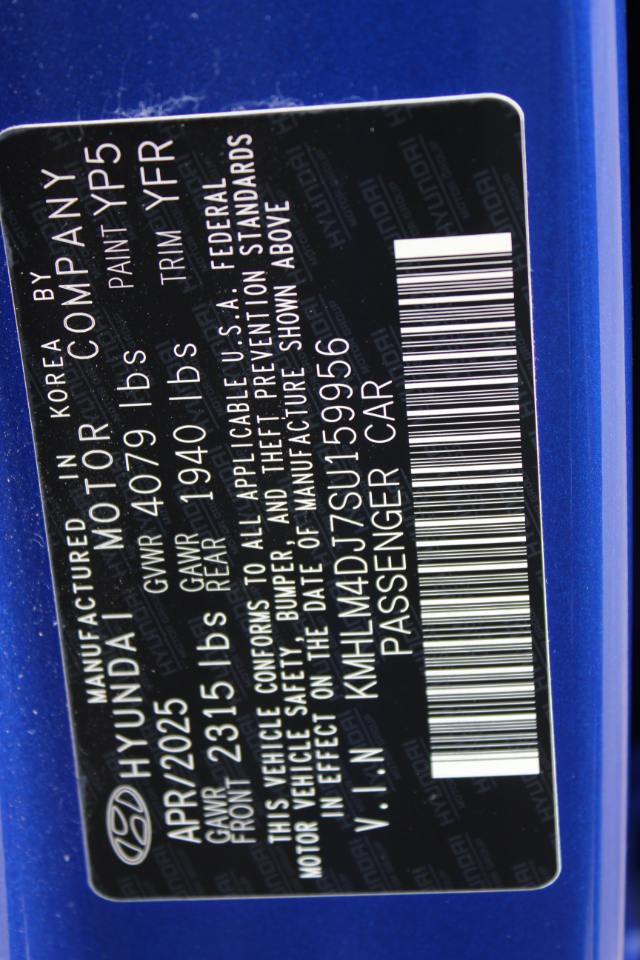 MANUFACTURED IN KOREA BY
HYUNDAI MOTOR COMPANY
APR/2025 GVWR 4079 lbs PAINT YP5
GAWR FRONT 2315 lbs GAWR REAR 1940 lbs TRIM YFR
THIS VEHICLE CONFORMS TO ALL APPLICABLE U.S.A. FEDERAL
MOTOR VEHICLE SAFETY, BUMPER, AND THEFT PREVENTION STANDARDS
IN EFFECT ON THE DATE OF MANUFACTURE SHOWN ABOVE
V.I.N KMHLM4DJ7SU159956
PASSENGER CAR